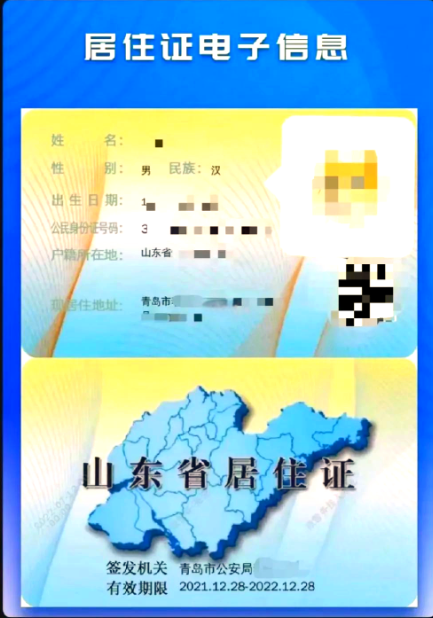 居住证电子信息
姓 名：
性 别： 男 民族： 汉
出生日期： 1
公民身份证号码： 3
户籍所在地： 山东省
现居住地址： 青岛市
山东省居住证
签发机关 青岛市公安局
有效期限 2021.12.28-2022.12.28